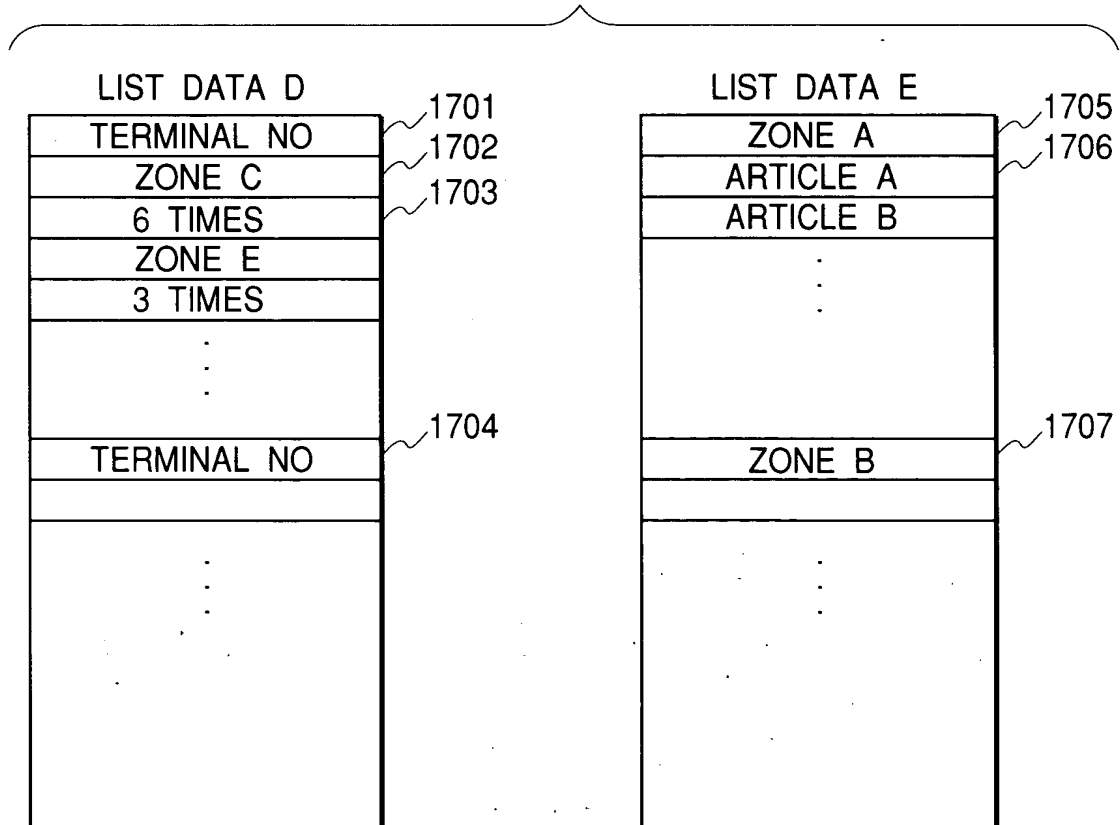 LIST DATA D
TERMINAL NO
1701
ZONE C
1702
6 TIMES
1703
ZONE E
3 TIMES
TERMINAL NO
1704
LIST DATA E
ZONE A
1705
ARTICLE A
1706
ARTICLE B
ZONE B
1707